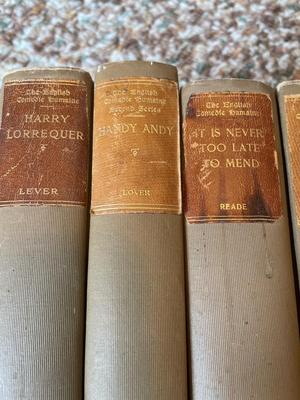 The English
Comedie Humaine
HARRY
LORREQUER
LEVER
The English
Comedie Humaine
Second Series
HANDY ANDY
LOVER
The English
Comedie Humaine
IT IS NEVER
TOO LATE
TO MEND
READE